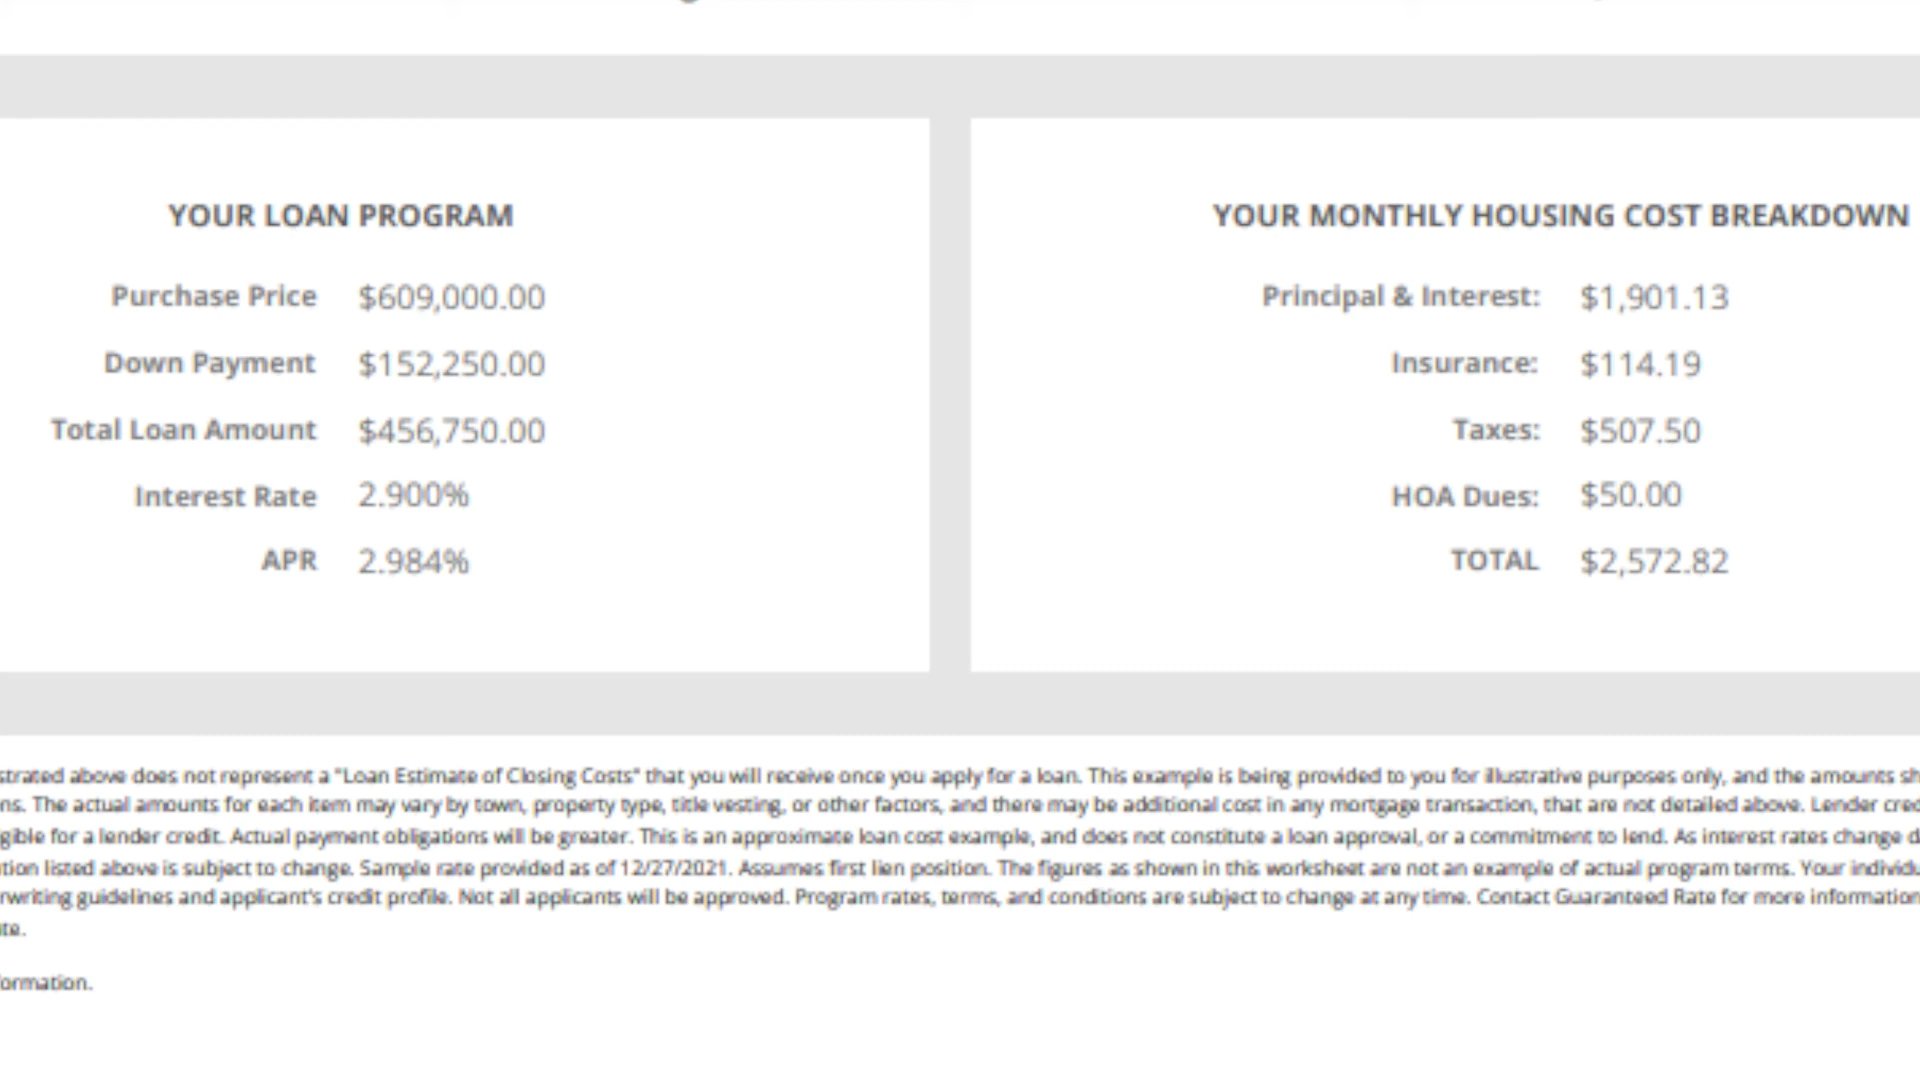 YOUR LOAN PROGRAM
Purchase Price $609,000.00
Down Payment $152,250.00
Total Loan Amount $456,750.00
Interest Rate 2.900%
APR 2.984%
YOUR MONTHLY HOUSING COST BREAKDOWN
Principal & Interest: $1,901.13
Insurance: $114.19
Taxes: $507.50
HOA Dues: $50.00
TOTAL $2,572.82
strated above does not represent a "Loan Estimate of Closing Costs" that you will receive once you apply for a loan. This example is being provided to you for illustrative purposes only, and the amounts sh
ns. The actual amounts for each item may vary by town, property type, title vesting, or other factors, and there may be additional cost in any mortgage transaction, that are not detailed above. Lender cred
gible for a lender credit. Actual payment obligations will be greater. This is an approximate loan cost example, and does not constitute a loan approval, or a commitment to lend. As interest rates change d
tion listed above is subject to change. Sample rate provided as of 12/27/2021. Assumes first lien position. The figures as shown in this worksheet are not an example of actual program terms. Your individu
rwriting guidelines and applicant's credit profile. Not all applicants will be approved. Program rates, terms, and conditions are subject to change at any time. Contact Guaranteed Rate for more information
te.
ormation.